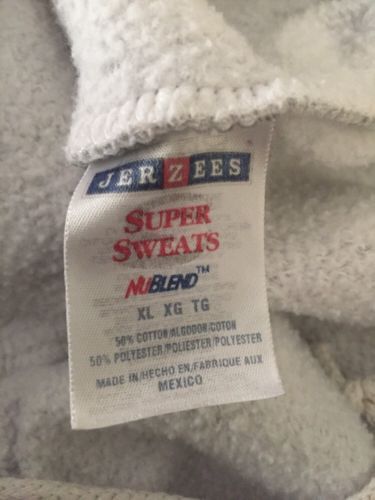 JERZEES
SUPER
SWEATS
NUBLEND™
XL XG TG
50% COTTON/ALGODON/COTON
50% POLYESTER/POLIESTER/POLYESTER
MADE IN/HECHO EN/FABRIQUE AUX
MEXICO